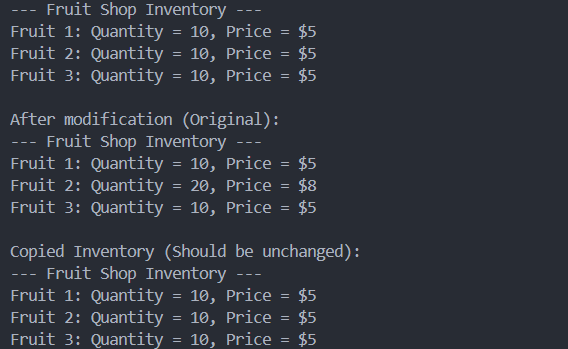 --- Fruit Shop Inventory ---
Fruit 1: Quantity = 10, Price = $5
Fruit 2: Quantity = 10, Price = $5
Fruit 3: Quantity = 10, Price = $5

After modification (Original):
--- Fruit Shop Inventory ---
Fruit 1: Quantity = 10, Price = $5
Fruit 2: Quantity = 20, Price = $8
Fruit 3: Quantity = 10, Price = $5

Copied Inventory (Should be unchanged):
--- Fruit Shop Inventory ---
Fruit 1: Quantity = 10, Price = $5
Fruit 2: Quantity = 10, Price = $5
Fruit 3: Quantity = 10, Price = $5